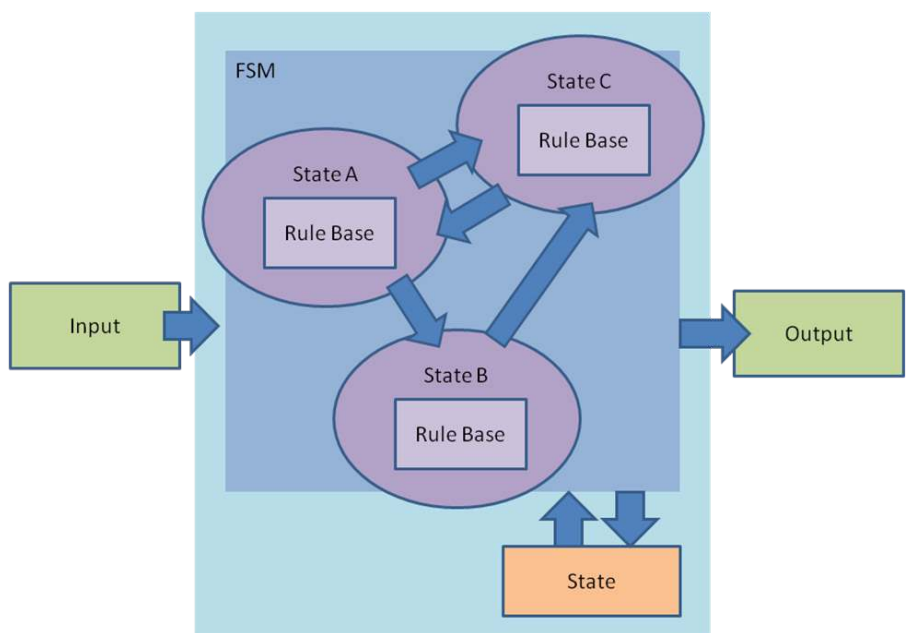 FSM
State C
Rule Base
State A
Rule Base
Input
Output
State B
Rule Base
State